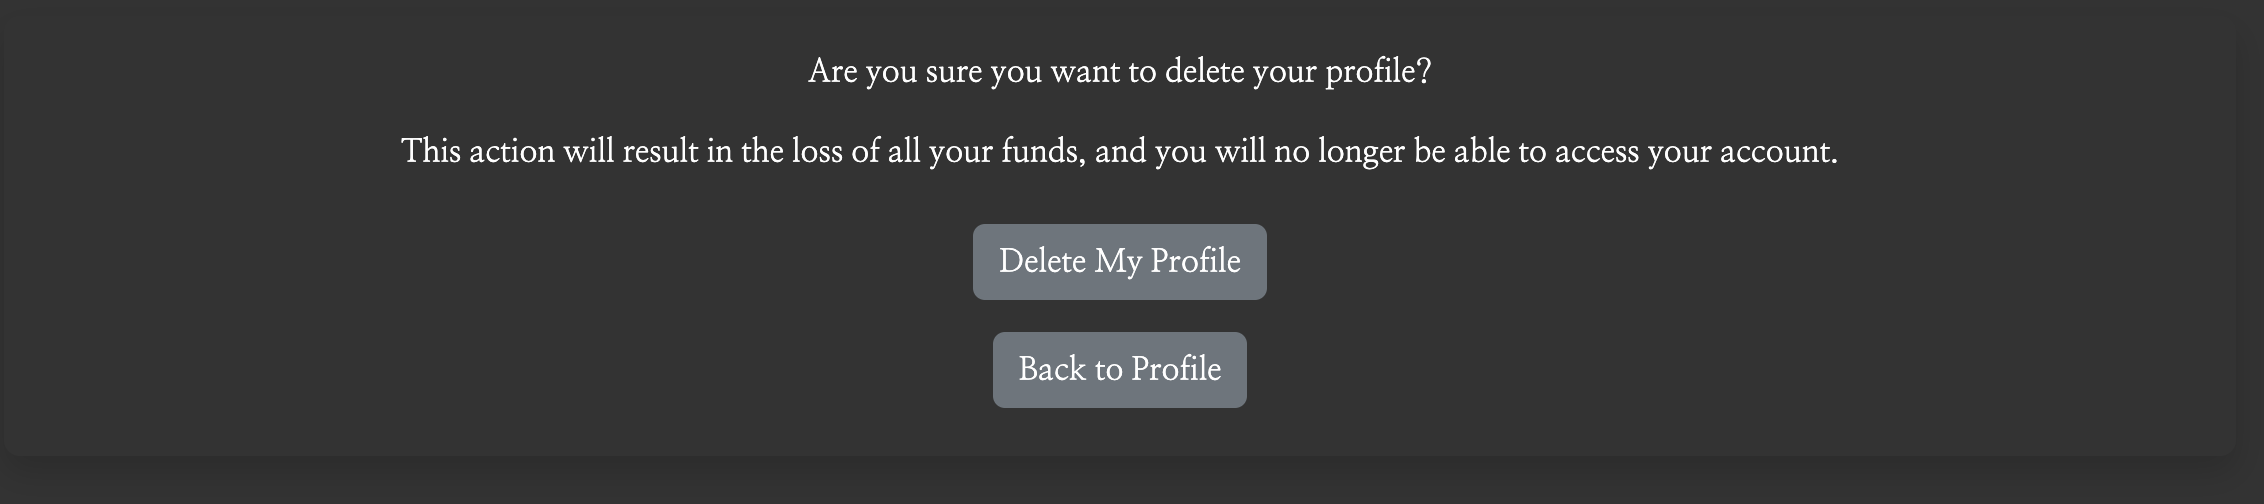 Are you sure you want to delete your profile?
This action will result in the loss of all your funds, and you will no longer be able to access your account.
Delete My Profile
Back to Profile